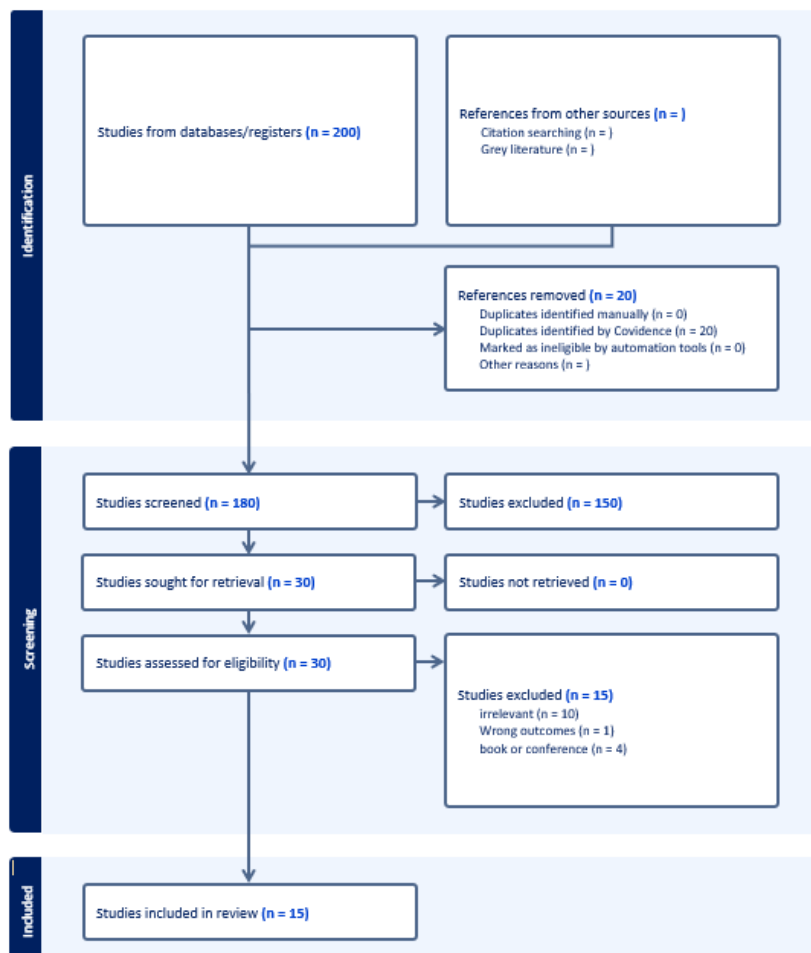 Identification
Studies from databases/registers (n = 200)
References from other sources (n = )
Citation searching (n = )
Grey literature (n = )
References removed (n = 20)
Duplicates identified manually (n = 0)
Duplicates identified by Covidence (n = 20)
Marked as ineligible by automation tools (n = 0)
Other reasons (n = )
Screening
Studies screened (n = 180)
Studies excluded (n = 150)
Studies sought for retrieval (n = 30)
Studies not retrieved (n = 0)
Studies assessed for eligibility (n = 30)
Studies excluded (n = 15)
irrelevant (n = 10)
Wrong outcomes (n = 1)
book or conference (n = 4)
Included
Studies included in review (n = 15)